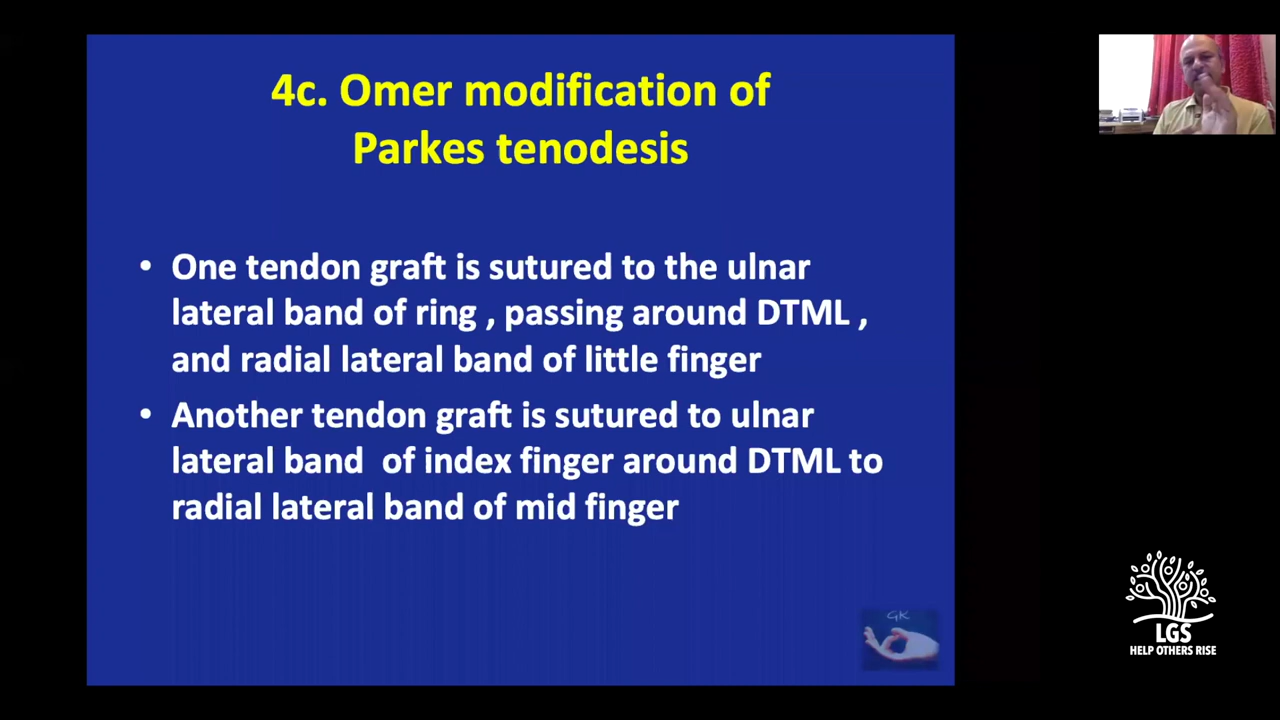 4c. Omer modification of
Parkes tenodesis
• One tendon graft is sutured to the ulnar
lateral band of ring , passing around DTML ,
and radial lateral band of little finger
• Another tendon graft is sutured to ulnar
lateral band  of index finger around DTML to
radial lateral band of mid finger
GK
LGS
HELP OTHERS RISE